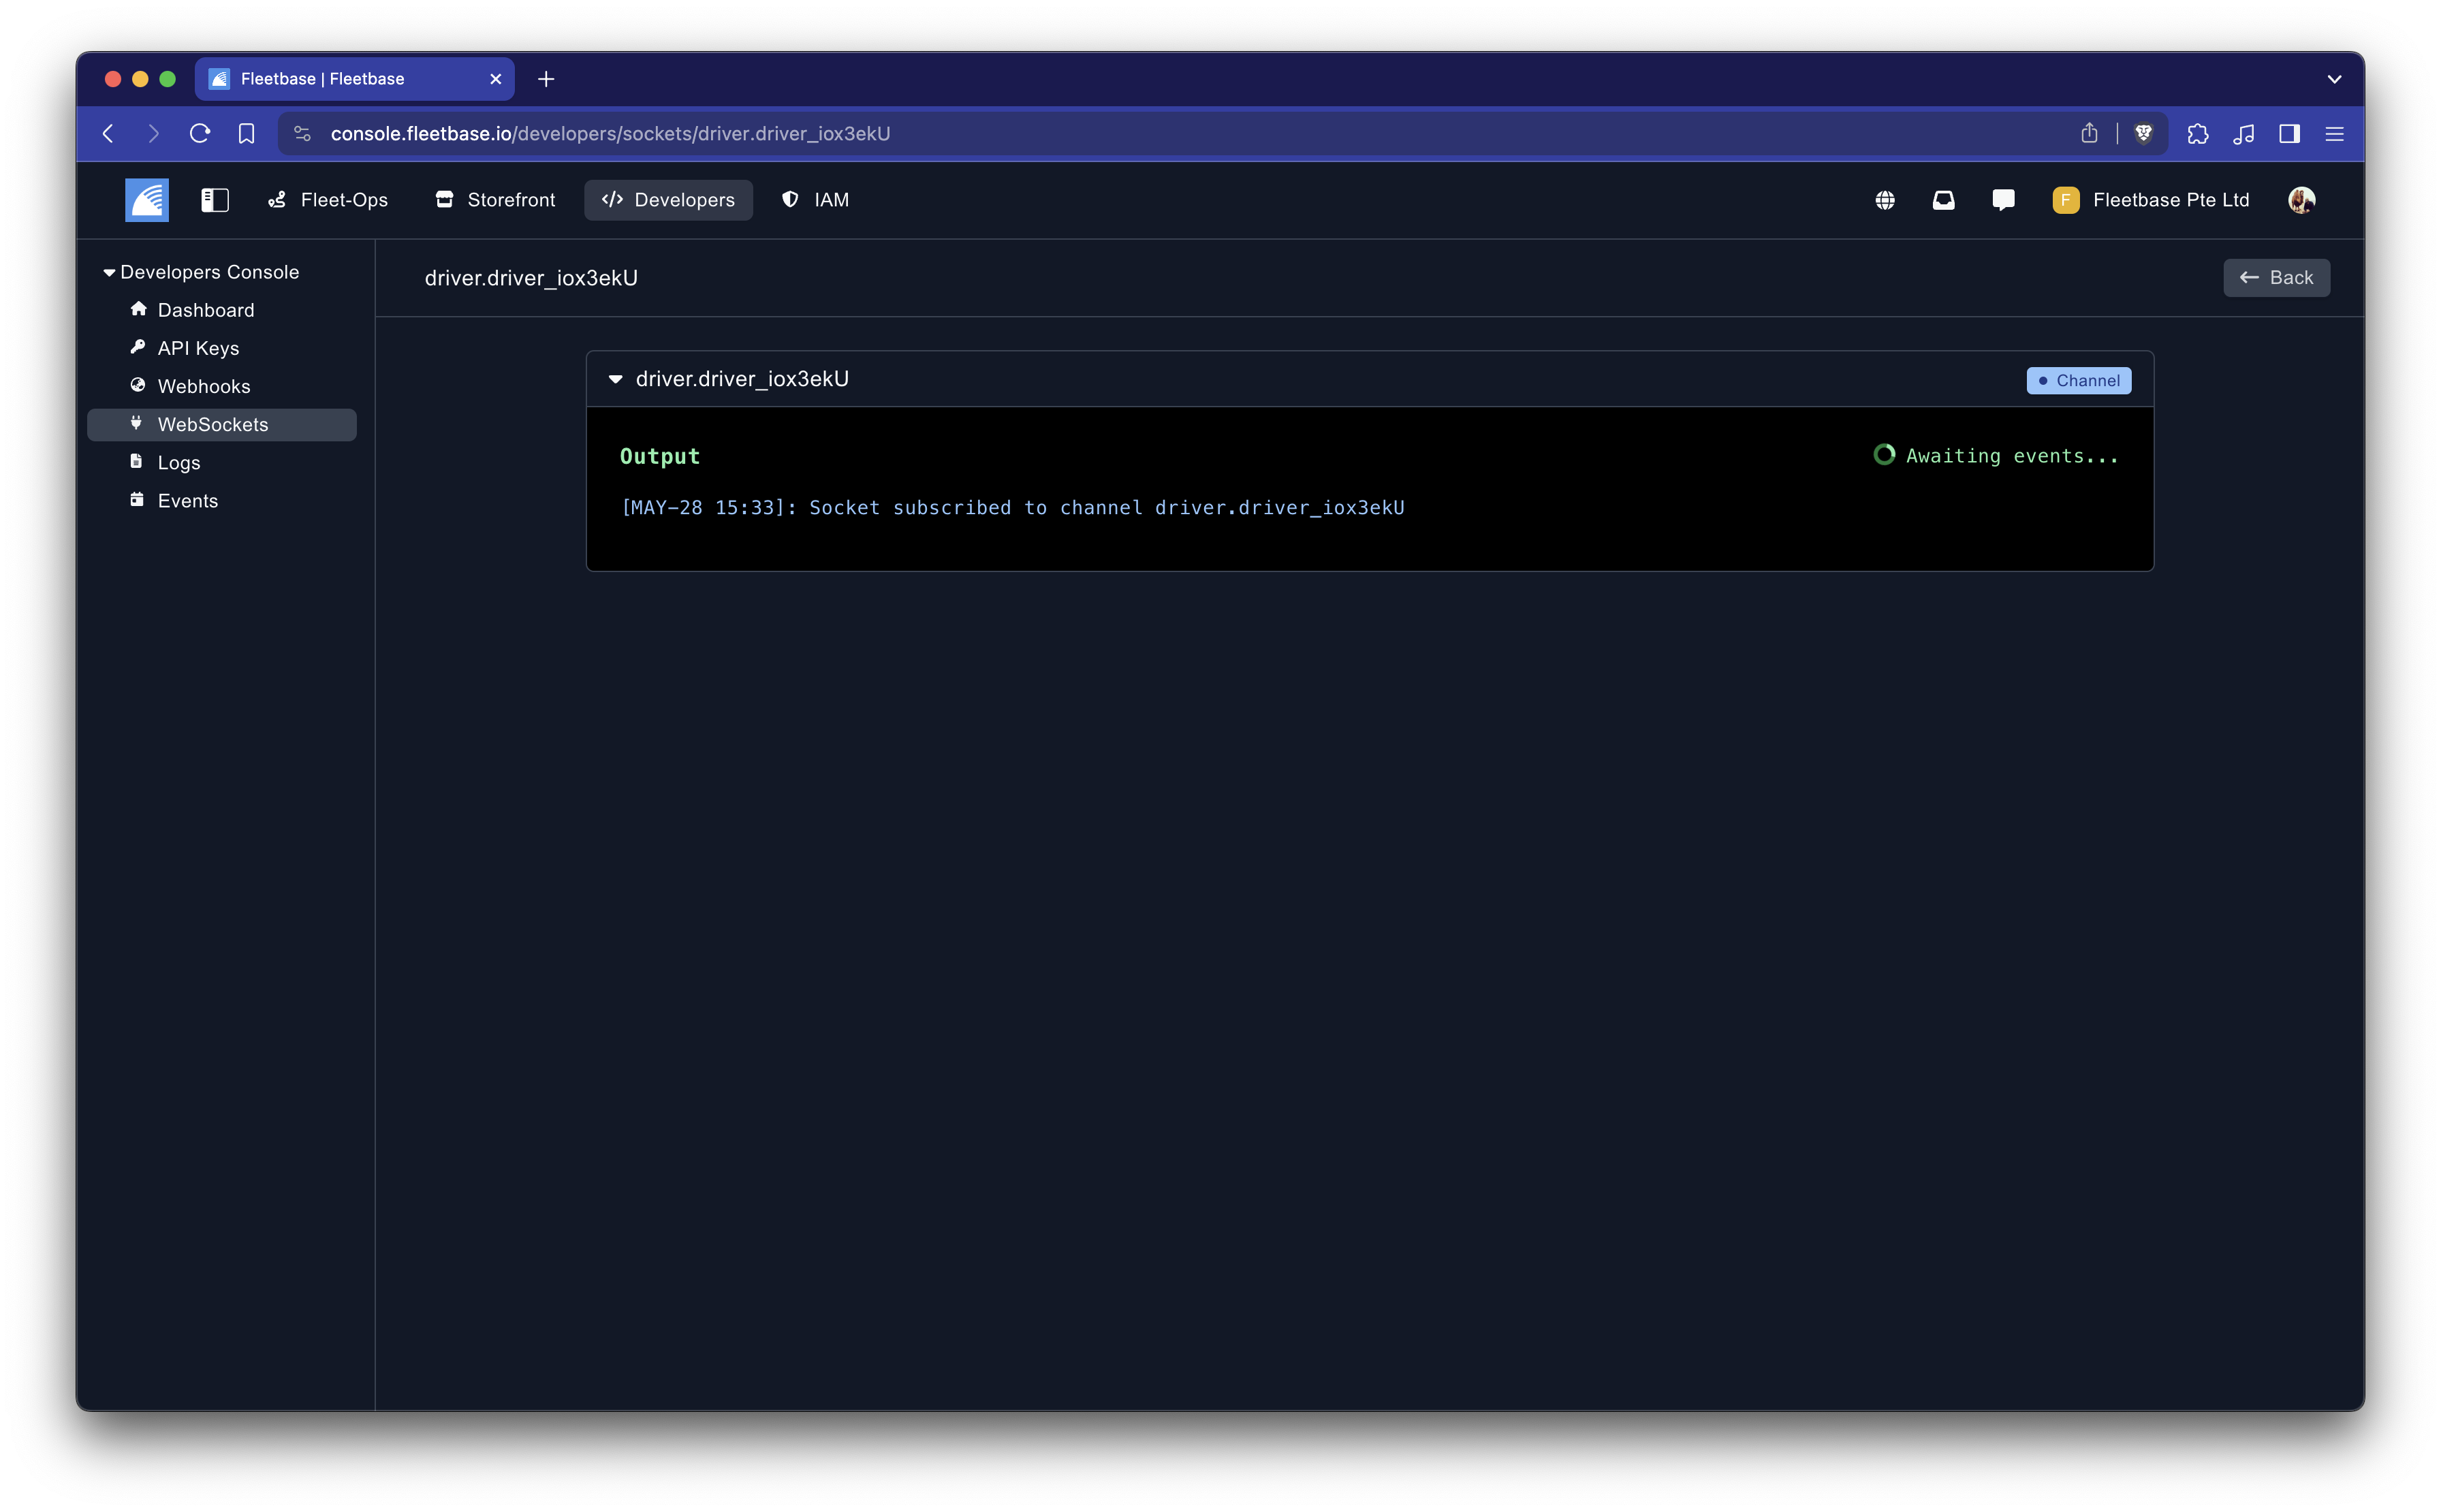 Fleetbase | Fleetbase
console.fleetbase.io/developers/sockets/driver.driver_iox3ekU
Fleet-Ops Storefront </> Developers IAM F Fleetbase Pte Ltd
Developers Console
Dashboard
API Keys
Webhooks
WebSockets
Logs
Events
driver.driver_iox3ekU
Back
driver.driver_iox3ekU
Channel
Output
Awaiting events...
[MAY-28 15:33]: Socket subscribed to channel driver.driver_iox3ekU